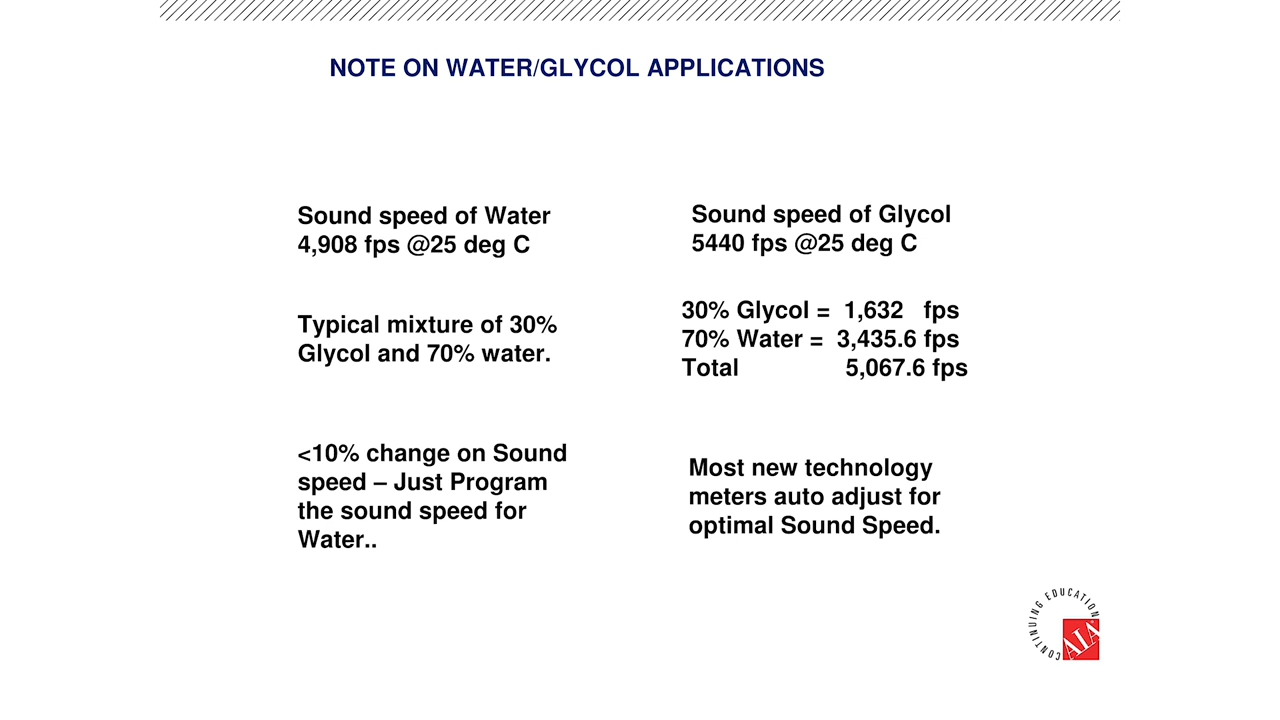 NOTE ON WATER/GLYCOL APPLICATIONS
Sound speed of Water
4,908 fps @25 deg C
Sound speed of Glycol
5440 fps @25 deg C
Typical mixture of 30%
Glycol and 70% water.
30% Glycol = 1,632 fps
70% Water = 3,435.6 fps
Total 5,067.6 fps
<10% change on Sound
speed – Just Program
the sound speed for
Water..
Most new technology
meters auto adjust for
optimal Sound Speed.
CONTINUING EDUCATION
AIA